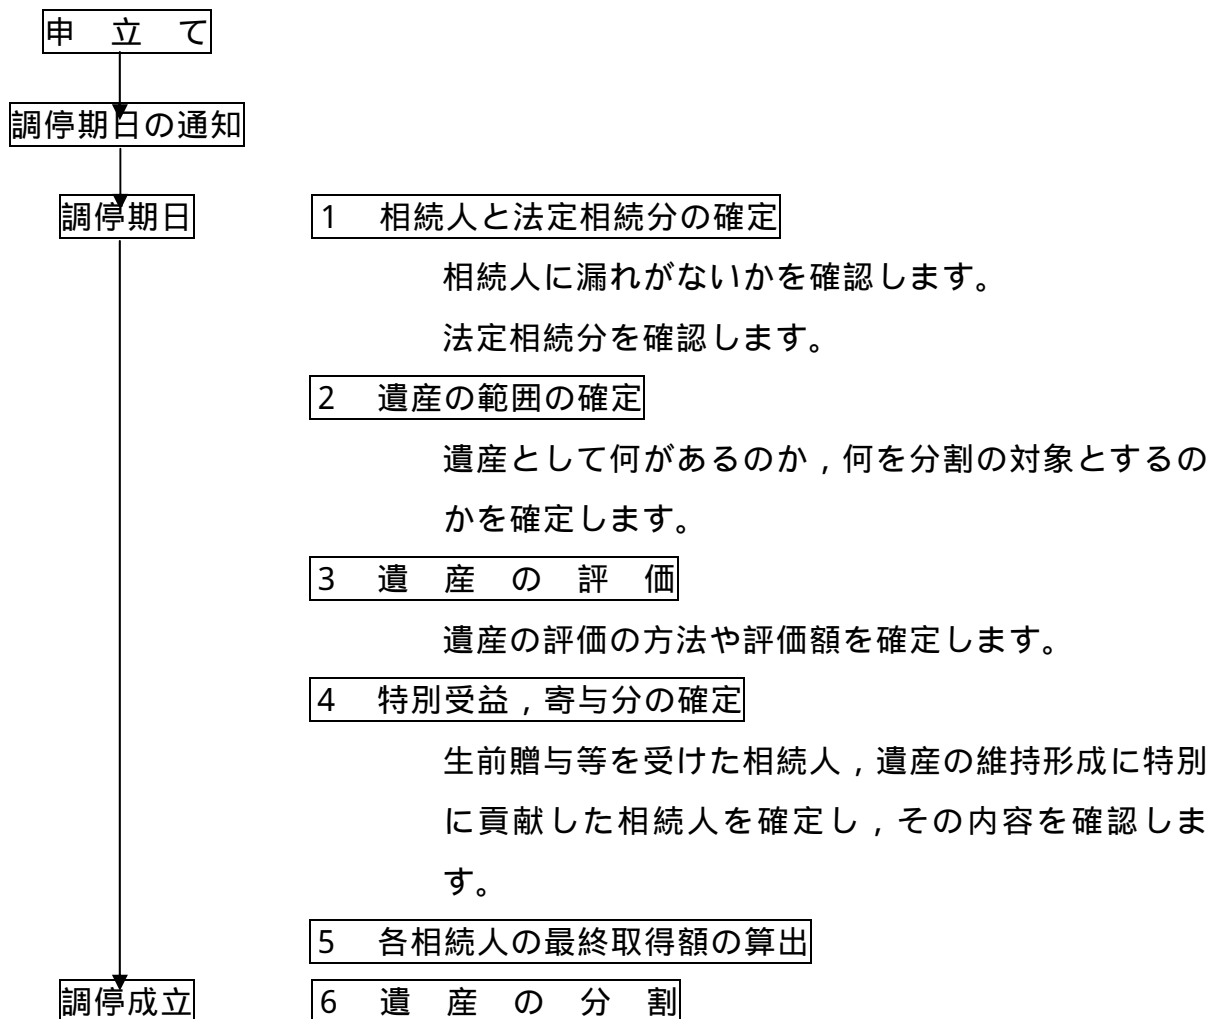 申　立　て
調停期日の通知
調停期日
1　相続人と法定相続分の確定
相続人に漏れがないかを確認します。
法定相続分を確認します。
2　遺産の範囲の確定
遺産として何があるのか，何を分割の対象とするの
かを確定します。
3　遺　産　の　評　価
遺産の評価の方法や評価額を確定します。
4　特別受益，寄与分の確定
生前贈与等を受けた相続人，遺産の維持形成に特別
に貢献した相続人を確定し，その内容を確認しま
す。
5　各相続人の最終取得額の算出
調停成立
6　遺　産　の　分　割